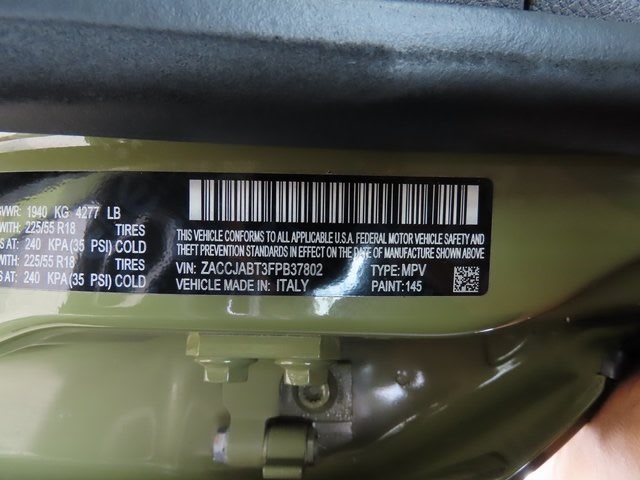 GVWR: 1940 KG 4277 LB
WITH: 225/55 R18 TIRES
S AT: 240 KPA(35 PSI) COLD
WITH: 225/55 R18 TIRES
S AT: 240 KPA(35 PSI) COLD
THIS VEHICLE CONFORMS TO ALL APPLICABLE U.S.A. FEDERAL MOTOR VEHICLE SAFETY AND
THEFT PREVENTION STANDARDS IN EFFECT ON THE DATE OF MANUFACTURE SHOWN ABOVE
VIN: ZACCJABT3FPB37802 TYPE: MPV
VEHICLE MADE IN: ITALY PAINT: 145